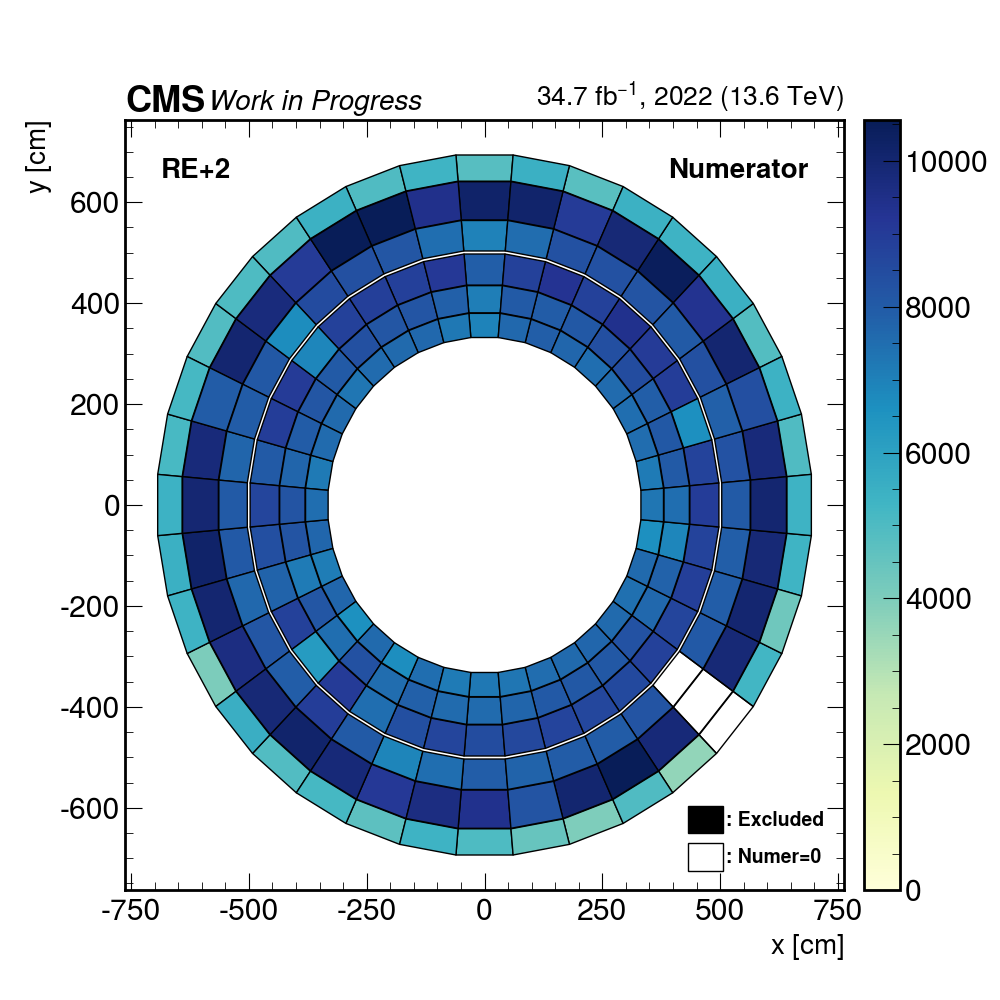 CMS Work in Progress 34.7 fb⁻¹, 2022 (13.6 TeV)
y [cm]
RE+2 Numerator
600
400
200
0
-200
-400
-600
-750 -500 -250 0 250 500 750
x [cm]
: Excluded
: Numer=0
10000
8000
6000
4000
2000
0